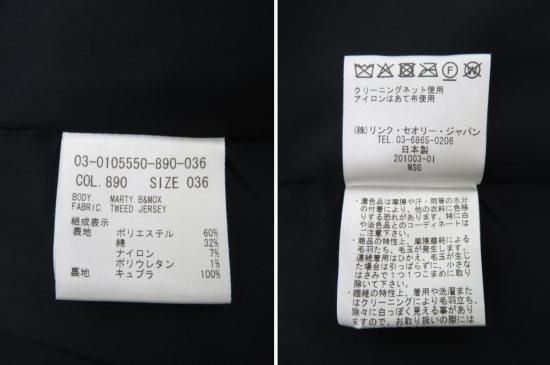 03-0105550-890-036
COL. 890 SIZE 036
BODY. MARTY. B&MOX
FABRIC. TWEED JERSEY
組成表示
表地 ポリエステル 60%
綿 32%
ナイロン 7%
ポリウレタン 1%
裏地 キュプラ 100%
F
W
クリーニングネット使用
アイロンはあて布使用
(株)リンク・セオリー・ジャパン
TEL. 03-6865-0206
日本製
201003-01
MSG
・濃色品は摩擦や汗・雨等の水分
の付着により、他の衣料に色移
りする恐れがあります。特に白
や淡色品とのコーディネートは
ご注意下さい。
・商品の特性上、摩擦磨耗による
毛羽たち、毛玉が発生します。
連続着用はひかえ、毛玉が生じ
た場合は引っぱらずに、小さな
はさみで1つ1つこまめに取り
除いて下さい。
・繊維の特性上、着用や洗濯また
はクリーニングにより毛羽立ち、
除々に白っぽく見える事があり
ますので、お取り扱いの際には